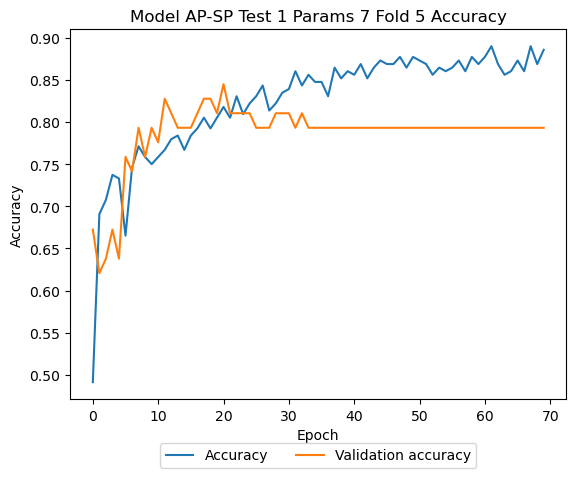 Model AP-SP Test 1 Params 7 Fold 5 Accuracy
0.90
0.85
0.80
0.75
0.70
0.65
0.60
0.55
0.50
Accuracy
0 10 20 30 40 50 60 70
Epoch
Accuracy Validation accuracy